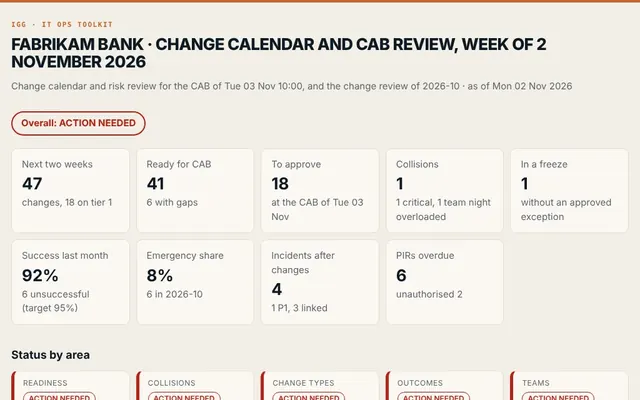 IGG · IT OPS TOOLKIT
FABRIKAM BANK · CHANGE CALENDAR AND CAB REVIEW, WEEK OF 2
NOVEMBER 2026
Change calendar and risk review for the CAB of Tue 03 Nov 10:00, and the change review of 2026-10 · as of Mon 02 Nov 2026
Overall: ACTION NEEDED
Next two weeks
47
changes, 18 on tier 1
Ready for CAB
41
6 with gaps
To approve
18
at the CAB of Tue 03
Nov
Collisions
1
1 critical, 1 team night
overloaded
In a freeze
1
without an approved
exception
Success last month
92%
6 unsuccessful
(target 95%)
Emergency share
8%
6 in 2026-10
Incidents after
changes
4
1 P1, 3 linked
PIRs overdue
6
unauthorised 2
Status by area
READINESS
ACTION NEEDED
COLLISIONS
ACTION NEEDED
CHANGE TYPES
ACTION NEEDED
OUTCOMES
ACTION NEEDED
TEAMS
ACTION NEEDED